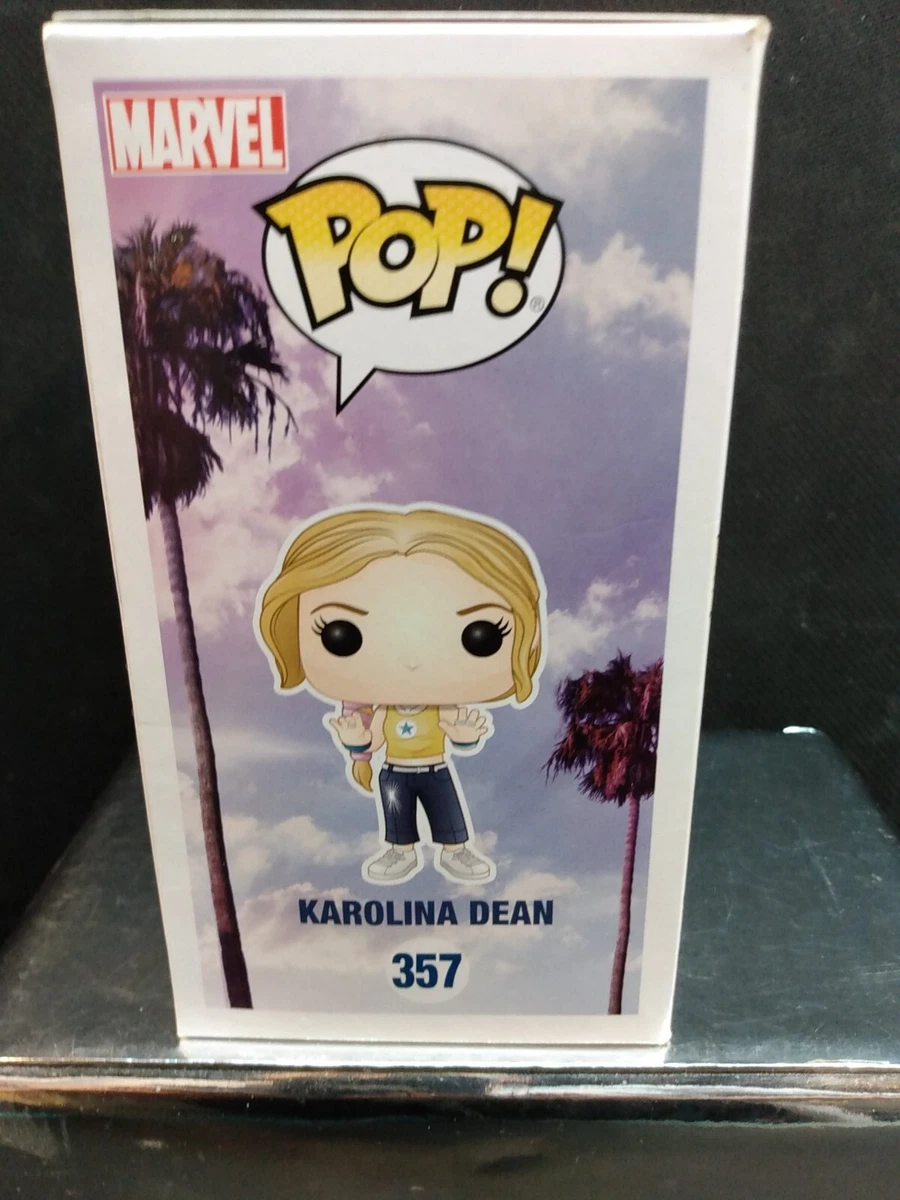 MARVEL
POP!®
KAROLINA DEAN
357